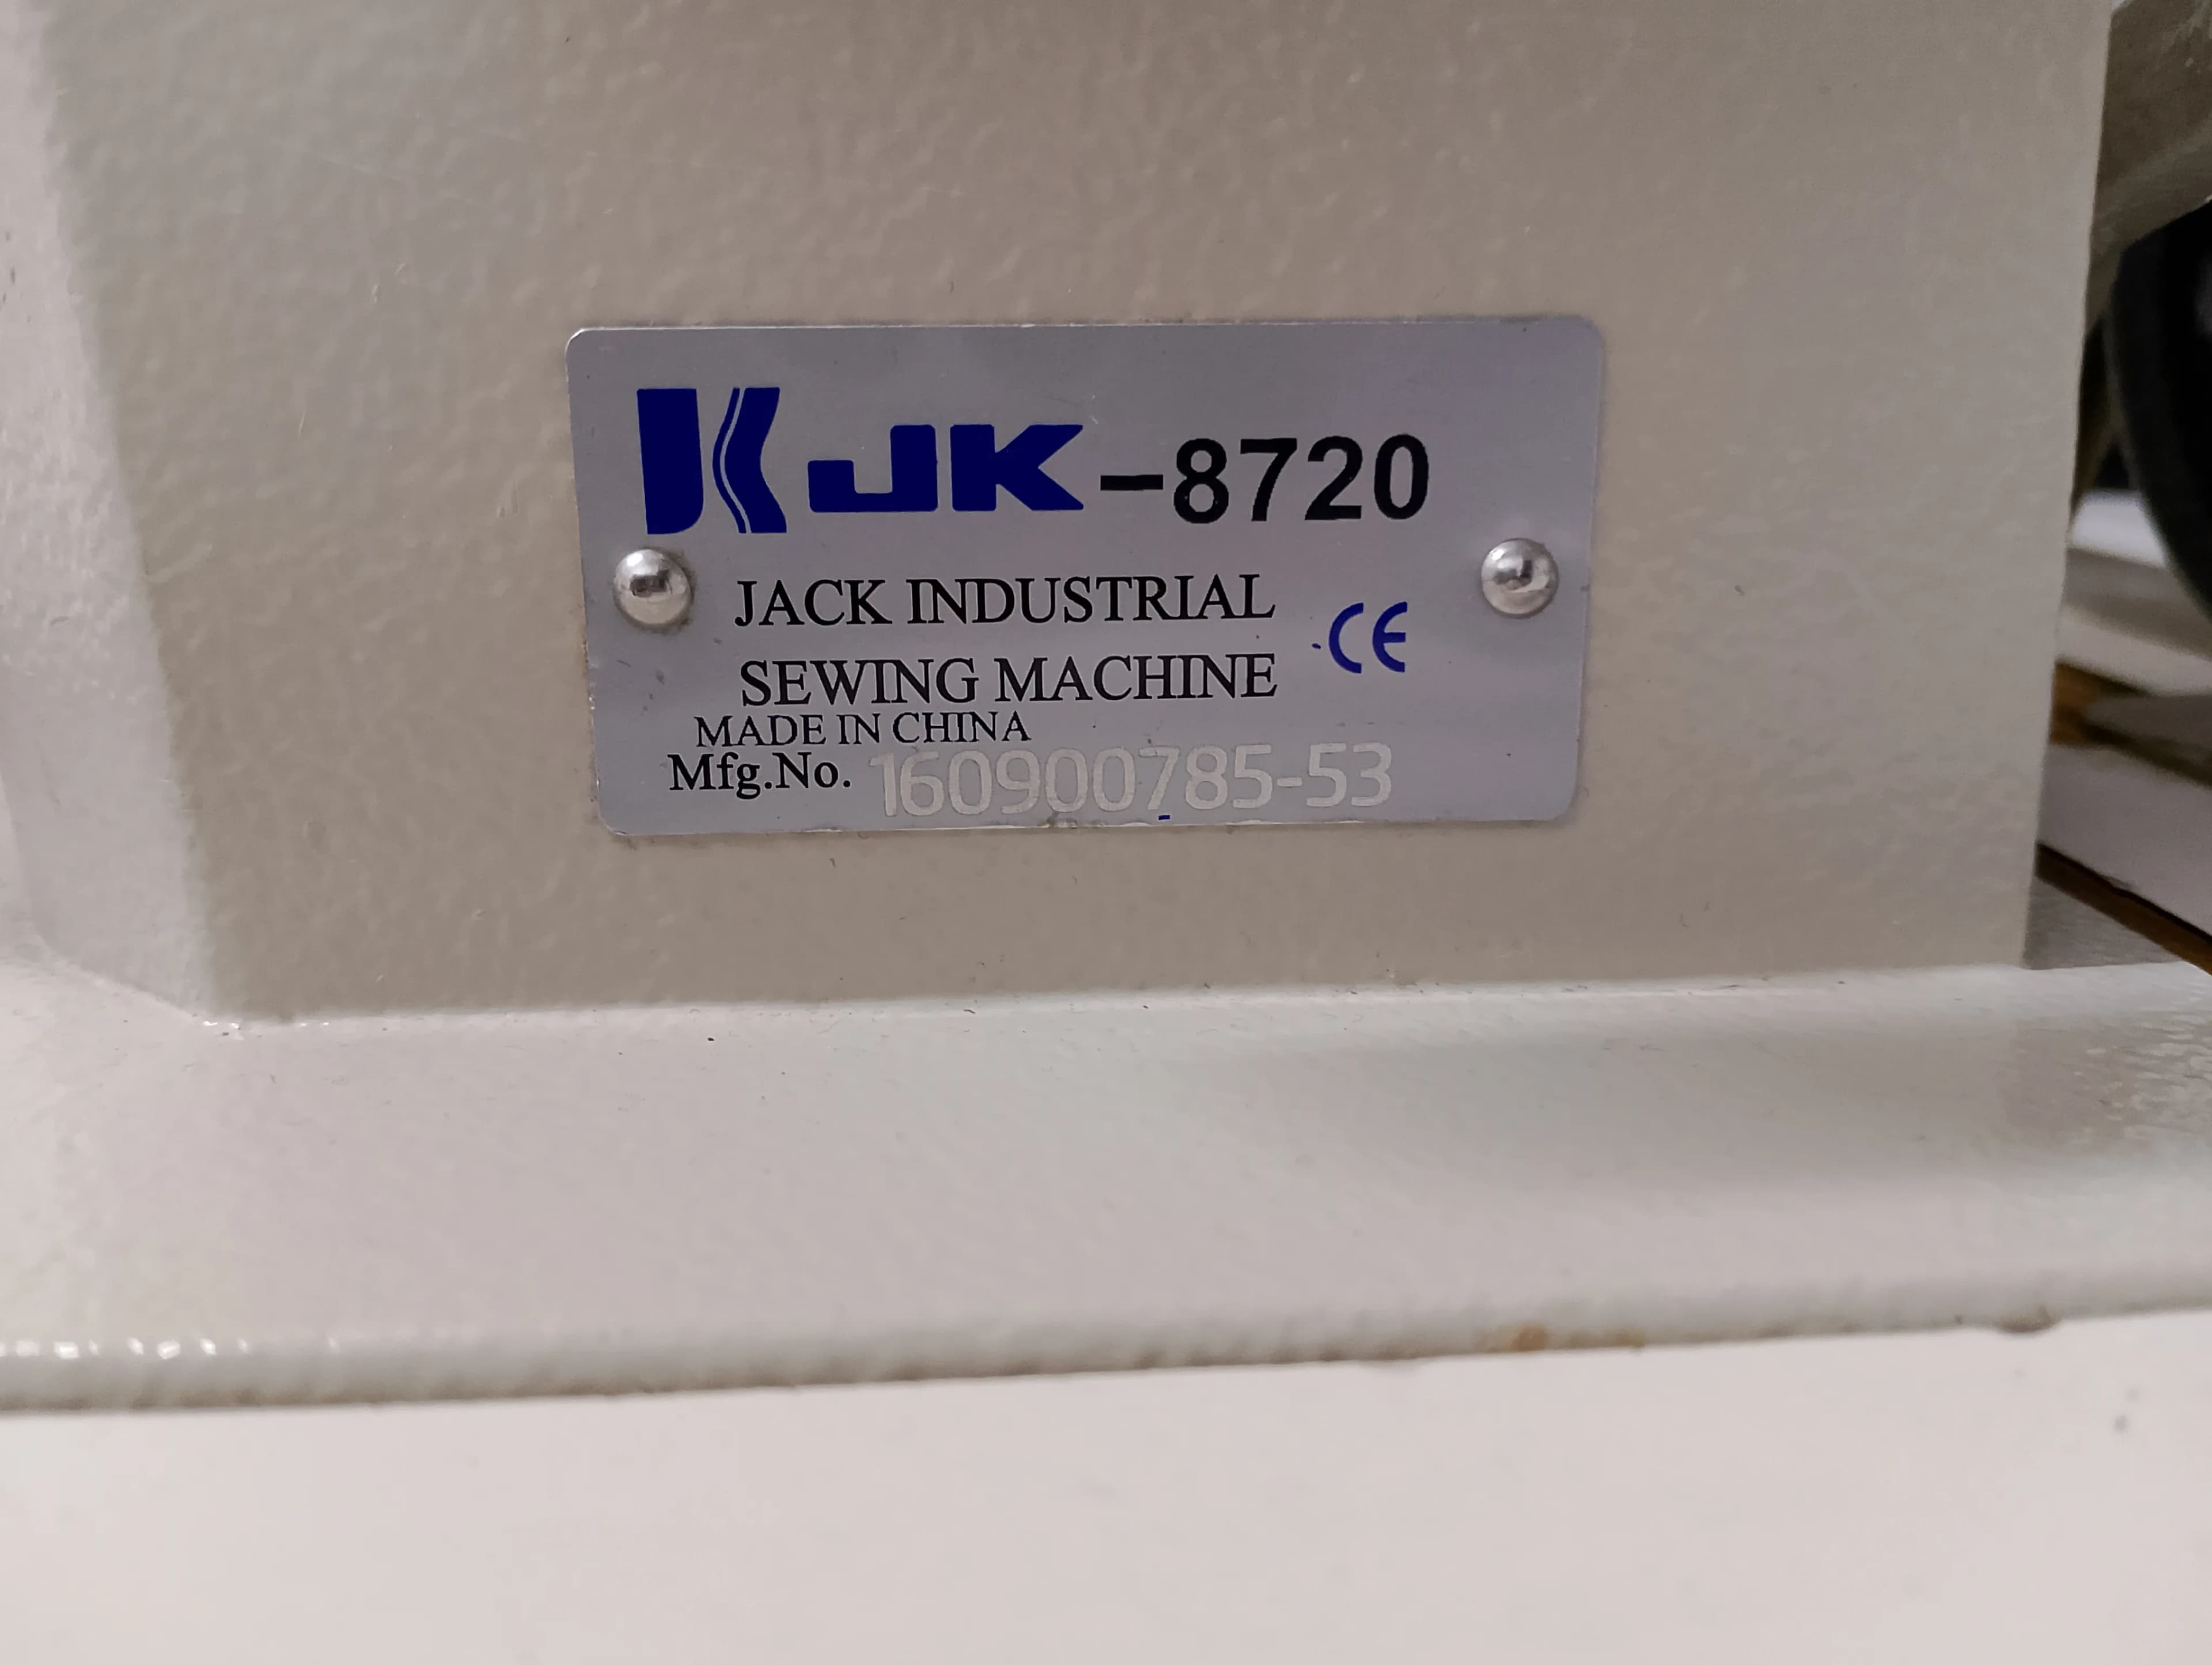 JK-8720
JACK INDUSTRIAL
SEWING MACHINE
CE
MADE IN CHINA
Mfg.No. 160900785-53